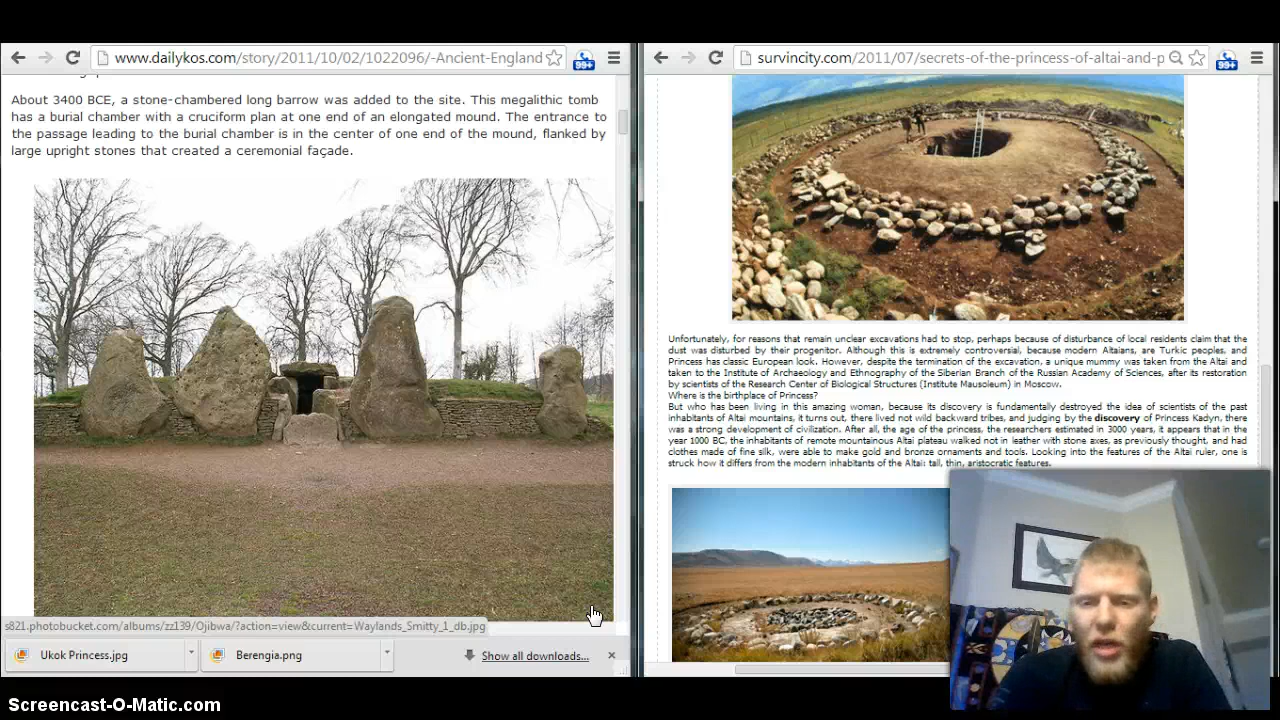 www.dailykos.com/story/2011/10/02/1022096/-Ancient-England
99+
survincity.com/2011/07/secrets-of-the-princess-of-altai-and-p
99+
About 3400 BCE, a stone-chambered long barrow was added to the site. This megalithic tomb
has a burial chamber with a cruciform plan at one end of an elongated mound. The entrance to
the passage leading to the burial chamber is in the center of one end of the mound, flanked by
large upright stones that created a ceremonial façade.
s821.photobucket.com/albums/zz139/Ojibwa/?action=view&current=Waylands_Smitty_1_db.jpg
Ukok Princess.jpg
Berengia.png
Show all downloads...
Unfortunately, for reasons that remain unclear excavations had to stop, perhaps because of disturbance of local residents claim that the
dust was disturbed by their progenitor. Although this is extremely controversial, because modern Altaians, are Turkic peoples, and
Princess has classic European look. However, despite the termination of the excavation, a unique mummy was taken from the Altai and
taken to the Institute of Archaeology and Ethnography of the Siberian Branch of the Russian Academy of Sciences, after its restoration
by scientists of the Research Center of Biological Structures (Institute Mausoleum) in Moscow.
Where is the birthplace of Princess?
But who has been living in this amazing woman, because its discovery is fundamentally destroyed the idea of scientists of the past
inhabitants of Altai mountains, it turns out, there lived not wild backward tribes, and judging by the discovery of Princess Kadyn, there
was a strong development of civilization. After all, the age of the princess, the researchers estimated in 3000 years, it appears that in the
year 1000 BC, the inhabitants of remote mountainous Altai plateau walked not in leather with stone axes, as previously thought, and had
clothes made of fine silk, were able to make gold and bronze ornaments and tools. Looking into the features of the Altai ruler, one is
struck how it differs from the modern inhabitants of the Altai: tall, thin, aristocratic features.
Screencast-O-Matic.com